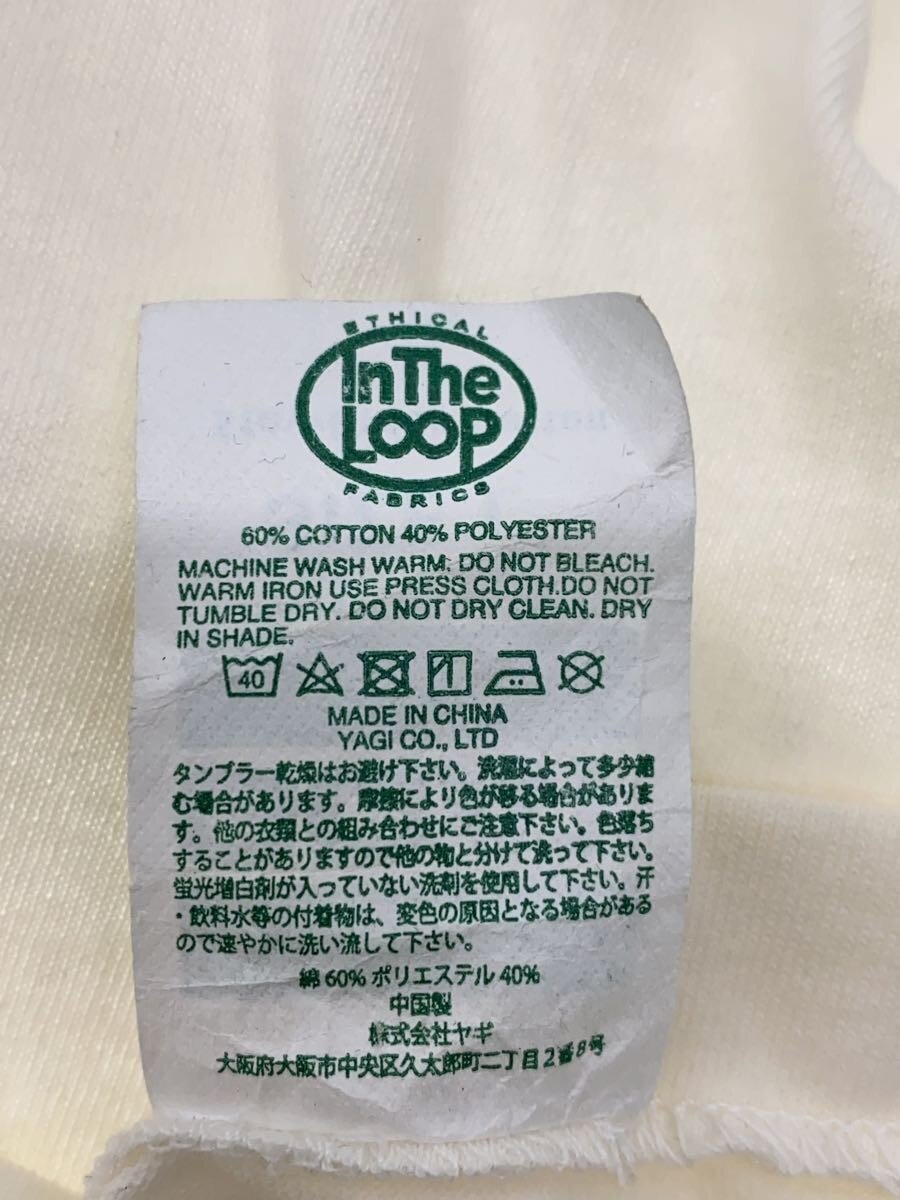 ETHICAL
InThe
LOOP
FABRICS
60% COTTON 40% POLYESTER
MACHINE WASH WARM. DO NOT BLEACH.
WARM IRON USE PRESS CLOTH.DO NOT
TUMBLE DRY. DO NOT DRY CLEAN. DRY
IN SHADE.
40
MADE IN CHINA
YAGI CO., LTD
タンブラー乾燥はお避け下さい。洗濯によって多少縮
む場合があります。摩擦により色が移る場合がありま
す。他の衣類との組み合わせにご注意下さい。色落ち
することがありますので他の物と分けて洗って下さい。
蛍光増白剤が入っていない洗剤を使用して下さい。汗
・飲料水等の付着物は、変色の原因となる場合がある
ので速やかに洗い流して下さい。
綿 60% ポリエステル 40%
中国製
株式会社ヤギ
大阪府大阪市中央区久太郎町二丁目2番8号